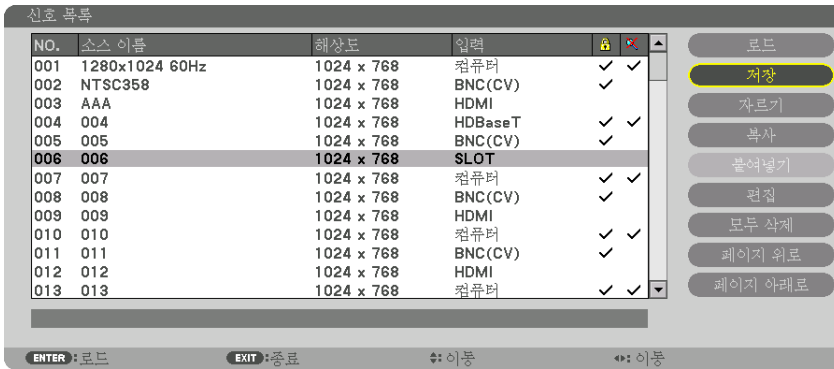 신호 목록
NO. 소스 이름 해상도 입력
001 1280x1024 60Hz 1024 x 768 컴퓨터 ✓ ✓
002 NTSC358 1024 x 768 BNC(CV) ✓
003 AAA 1024 x 768 HDMI
004 004 1024 x 768 HDBaseT ✓ ✓
005 005 1024 x 768 BNC(CV) ✓
006 006 1024 x 768 SLOT
007 007 1024 x 768 컴퓨터 ✓ ✓
008 008 1024 x 768 BNC(CV) ✓
009 009 1024 x 768 HDMI
010 010 1024 x 768 컴퓨터 ✓ ✓
011 011 1024 x 768 BNC(CV) ✓
012 012 1024 x 768 HDMI
013 013 1024 x 768 컴퓨터 ✓ ✓
로드
저장
자르기
복사
붙여넣기
편집
모두 삭제
페이지 위로
페이지 아래로
ENTER:로드 EXIT:종료 :이동 :이동